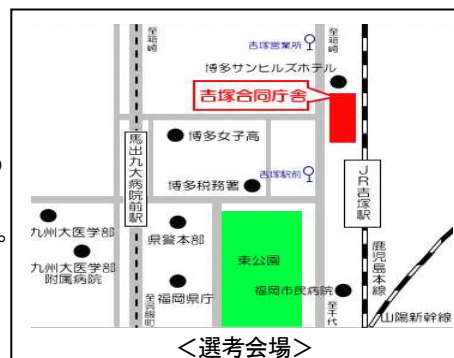 至箱崎
至箱崎
吉塚営業所
博多サンヒルズホテル
吉塚合同庁舎
博多女子高
馬出九大病院前駅
吉塚駅前
JR吉塚駅
博多税務署
。
九州大医学部
県警本部
九州大医学部
附属病院
東公園
鹿児島本線
福岡県庁
福岡市民病院
至呉服町
至千代
山陽新幹線
＜選考会場＞